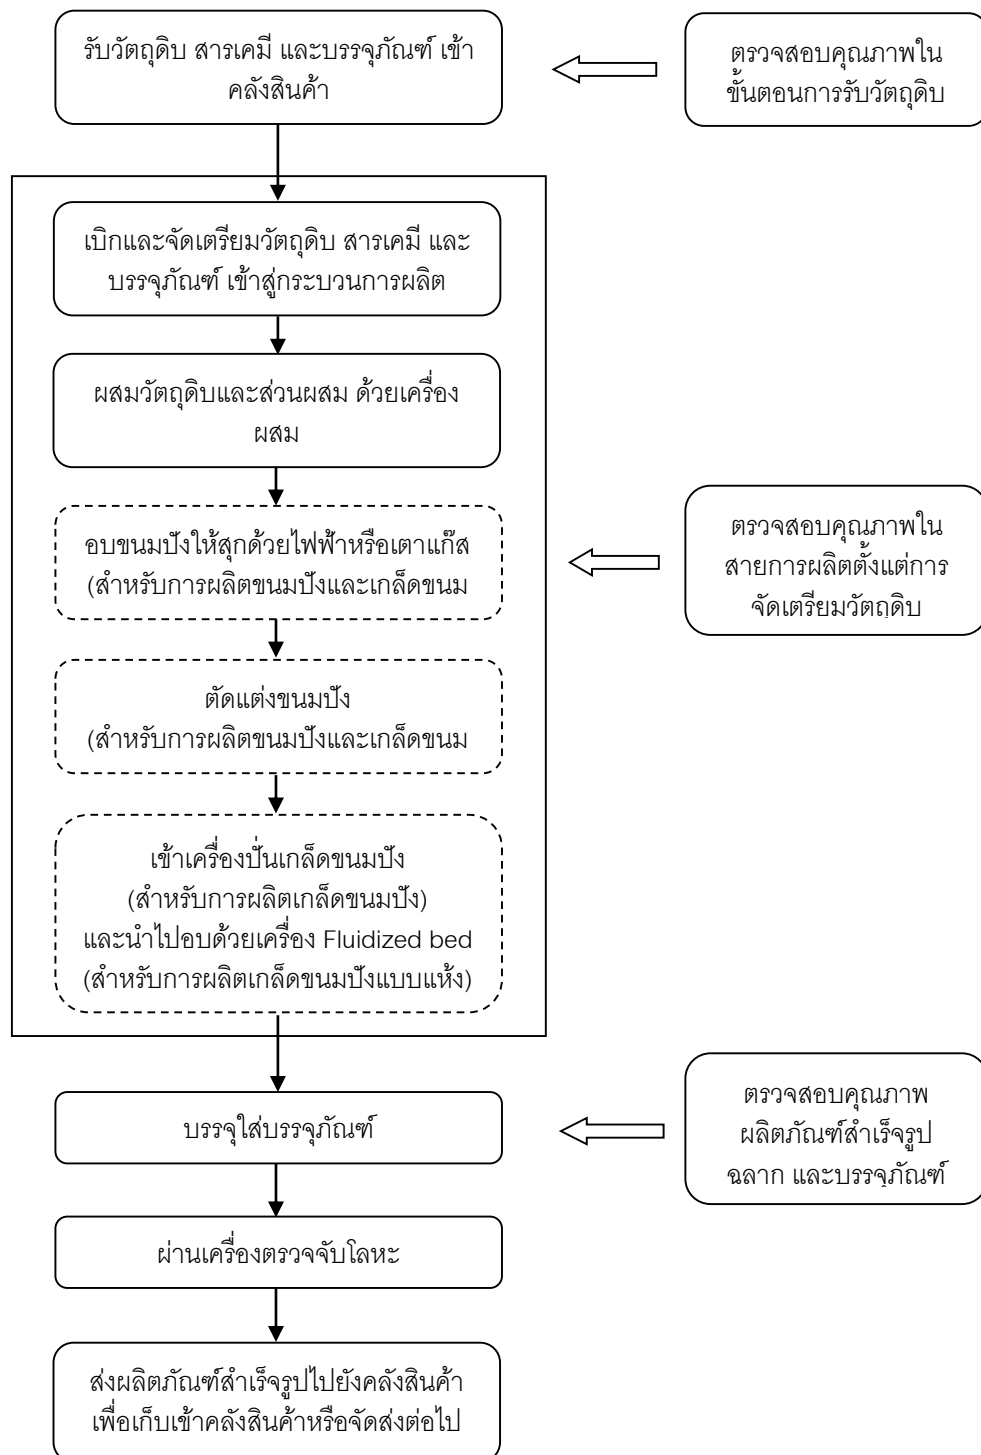 รับวัตถุดิบ สารเคมี และบรรจุภัณฑ์ เข้า
คลังสินค้า
ตรวจสอบคุณภาพใน
ขั้นตอนการรับวัตถุดิบ
เบิกและจัดเตรียมวัตถุดิบ สารเคมี และ
บรรจุภัณฑ์ เข้าสู่กระบวนการผลิต
ผสมวัตถุดิบและส่วนผสม ด้วยเครื่อง
ผสม
อบขนมปังให้สุกด้วยไฟฟ้าหรือเตาแก๊ส
(สำหรับการผลิตขนมปังและเกล็ดขนม
ตรวจสอบคุณภาพใน
สายการผลิตตั้งแต่การ
จัดเตรียมวัตถุดิบ
ตัดแต่งขนมปัง
(สำหรับการผลิตขนมปังและเกล็ดขนม
เข้าเครื่องปั่นเกล็ดขนมปัง
(สำหรับการผลิตเกล็ดขนมปัง)
และนำไปอบด้วยเครื่อง Fluidized bed
(สำหรับการผลิตเกล็ดขนมปังแบบแห้ง)
บรรจุใส่บรรจุภัณฑ์
ตรวจสอบคุณภาพ
ผลิตภัณฑ์สำเร็จรูป
ฉลาก และบรรจุภัณฑ์
ผ่านเครื่องตรวจจับโลหะ
ส่งผลิตภัณฑ์สำเร็จรูปไปยังคลังสินค้า
เพื่อเก็บเข้าคลังสินค้าหรือจัดส่งต่อไป